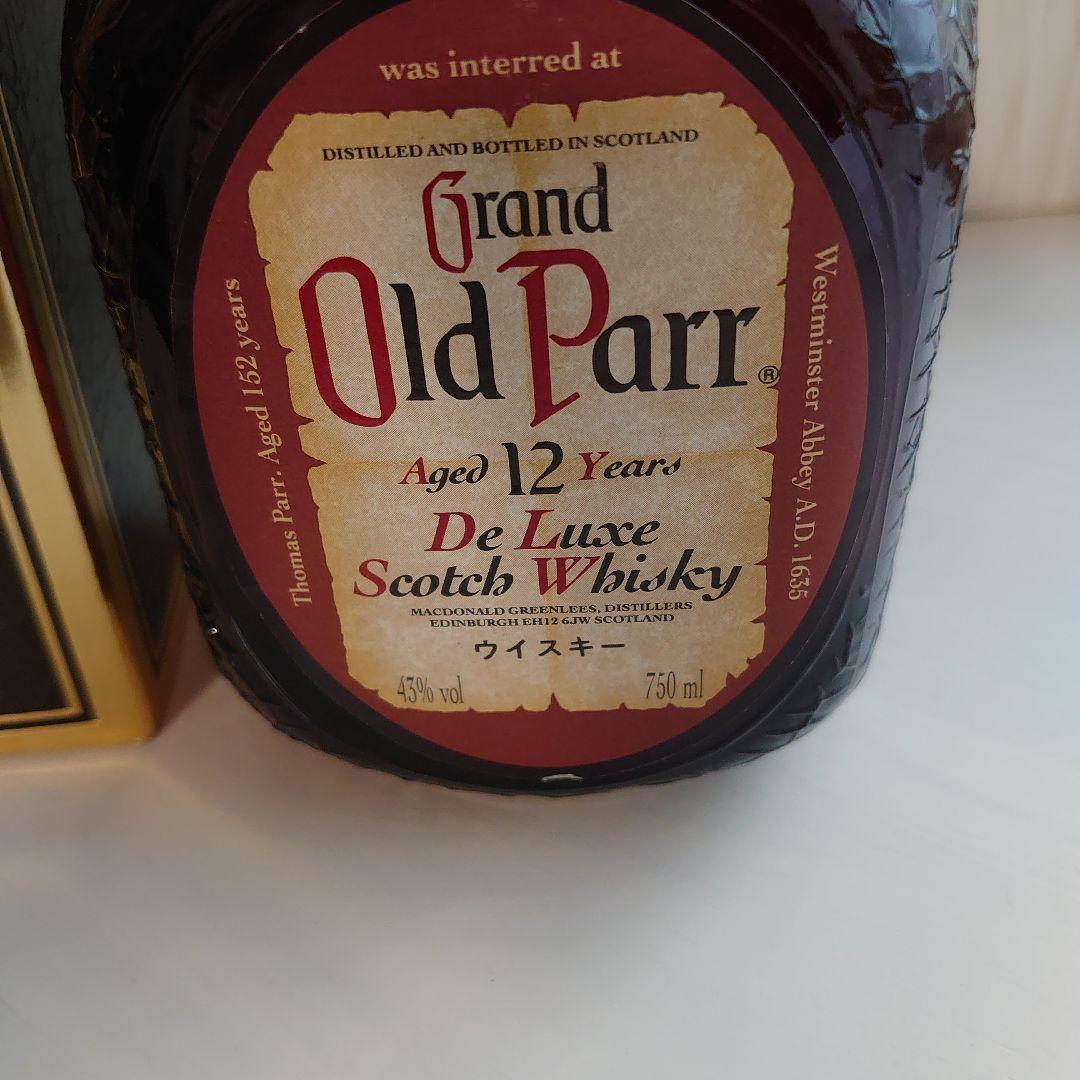 was interred at
Thomas Parr. Aged 152 years
Westminster Abbey A.D. 1635
DISTILLED AND BOTTLED IN SCOTLAND
Grand
Old Parr®
Aged 12 Years
De Luxe
Scotch Whisky
MACDONALD GREENLEES, DISTILLERS
EDINBURGH EH12 6JW SCOTLAND
ウイスキー
43% vol
750 ml